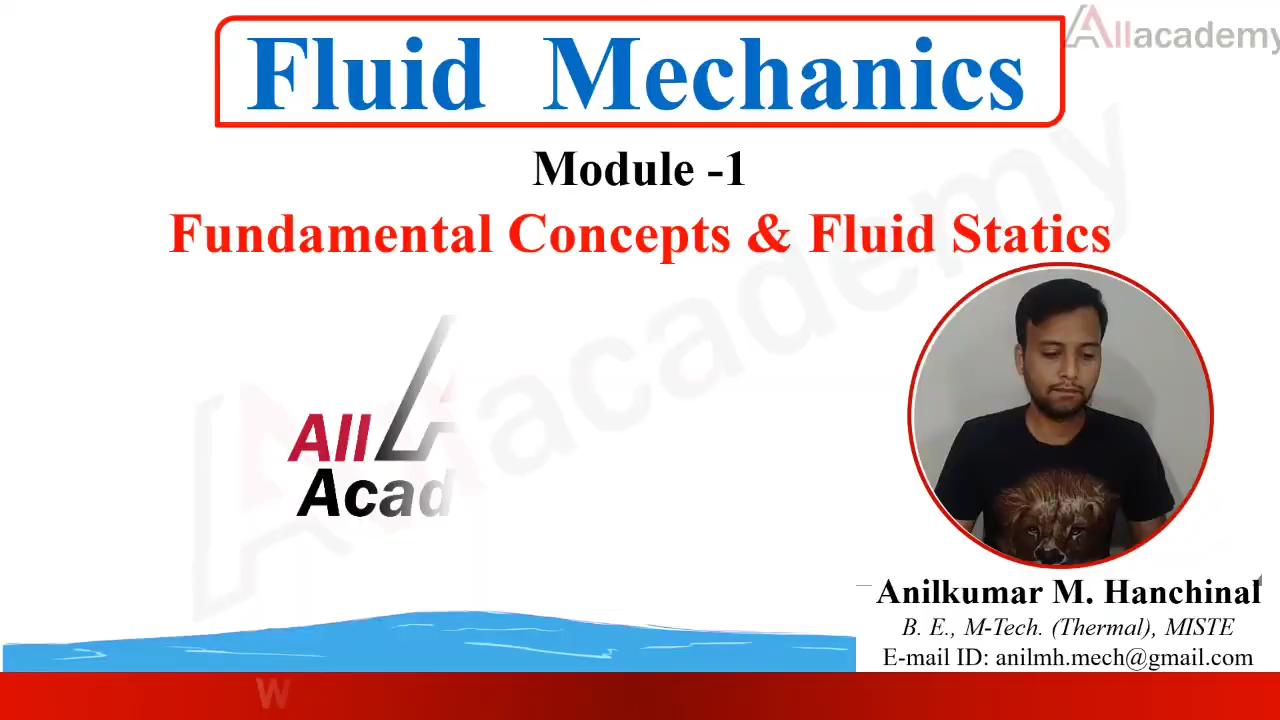 Fluid Mechanics
Allacademy
Module -1
Fundamental Concepts & Fluid Statics
Allacademy
All
Acad
Anilkumar M. Hanchinal
B. E., M-Tech. (Thermal), MISTE
E-mail ID: anilmh.mech@gmail.com
W